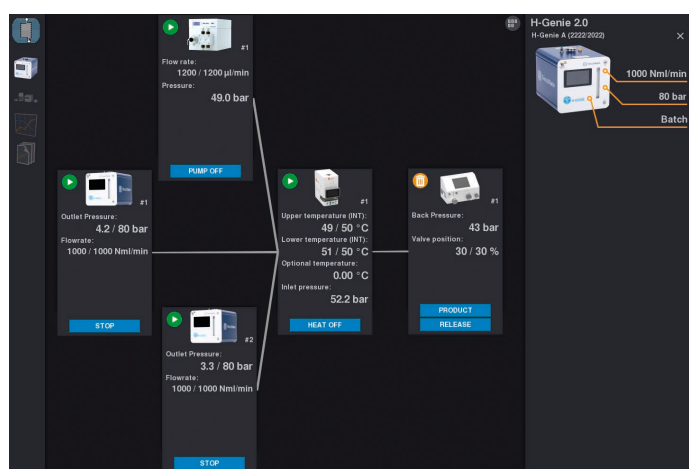 #1
Flow rate:
1200 / 1200 µl/min
Pressure:
49.0 bar
PUMP OFF
#1
Outlet Pressure:
4.2 / 80 bar
Flowrate:
1000 / 1000 Nml/min
STOP
#2
Outlet Pressure:
3.3 / 80 bar
Flowrate:
1000 / 1000 Nml/min
STOP
#1
Upper temperature (INT):
49 / 50 °C
Lower temperature (INT):
51 / 50 °C
Optional temperature:
0.00 °C
Inlet pressure:
52.2 bar
HEAT OFF
#1
Back Pressure:
43 bar
Valve position:
30 / 30 %
PRODUCT
RELEASE
H-Genie 2.0
H-Genie A (2222/2022)
1000 Nml/min
80 bar
Batch